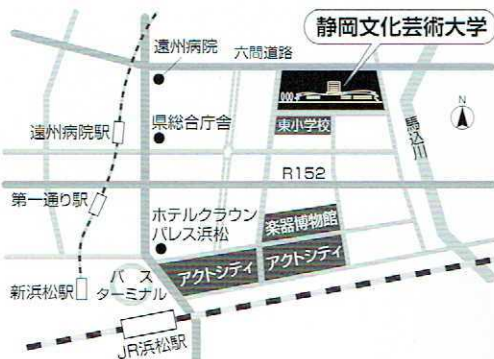 静岡文化芸術大学
遠州病院
六間道路
N
馬込川
県総合庁舎
東小学校
遠州病院駅
R152
第一通り駅
ホテルクラウン
パレス浜松
楽器博物館
アクトシティ
アクトシティ
新浜松駅
バス
ターミナル
JR浜松駅